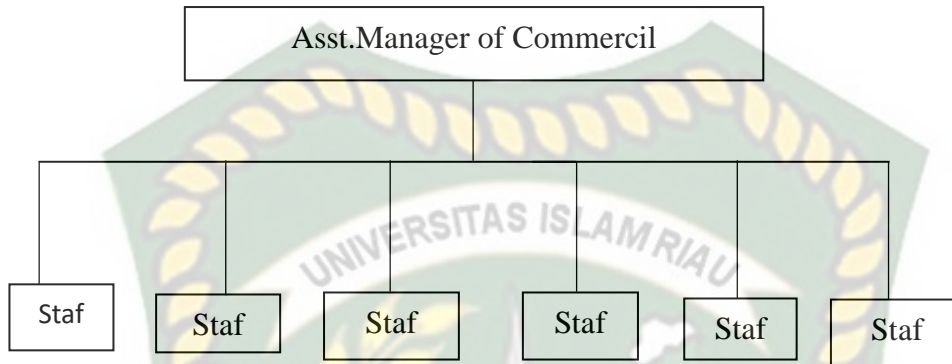 Asst.Manager of Commercil
UNIVERSITAS ISLAM RIAU
Staf
Staf
Staf
Staf
Staf
Staf